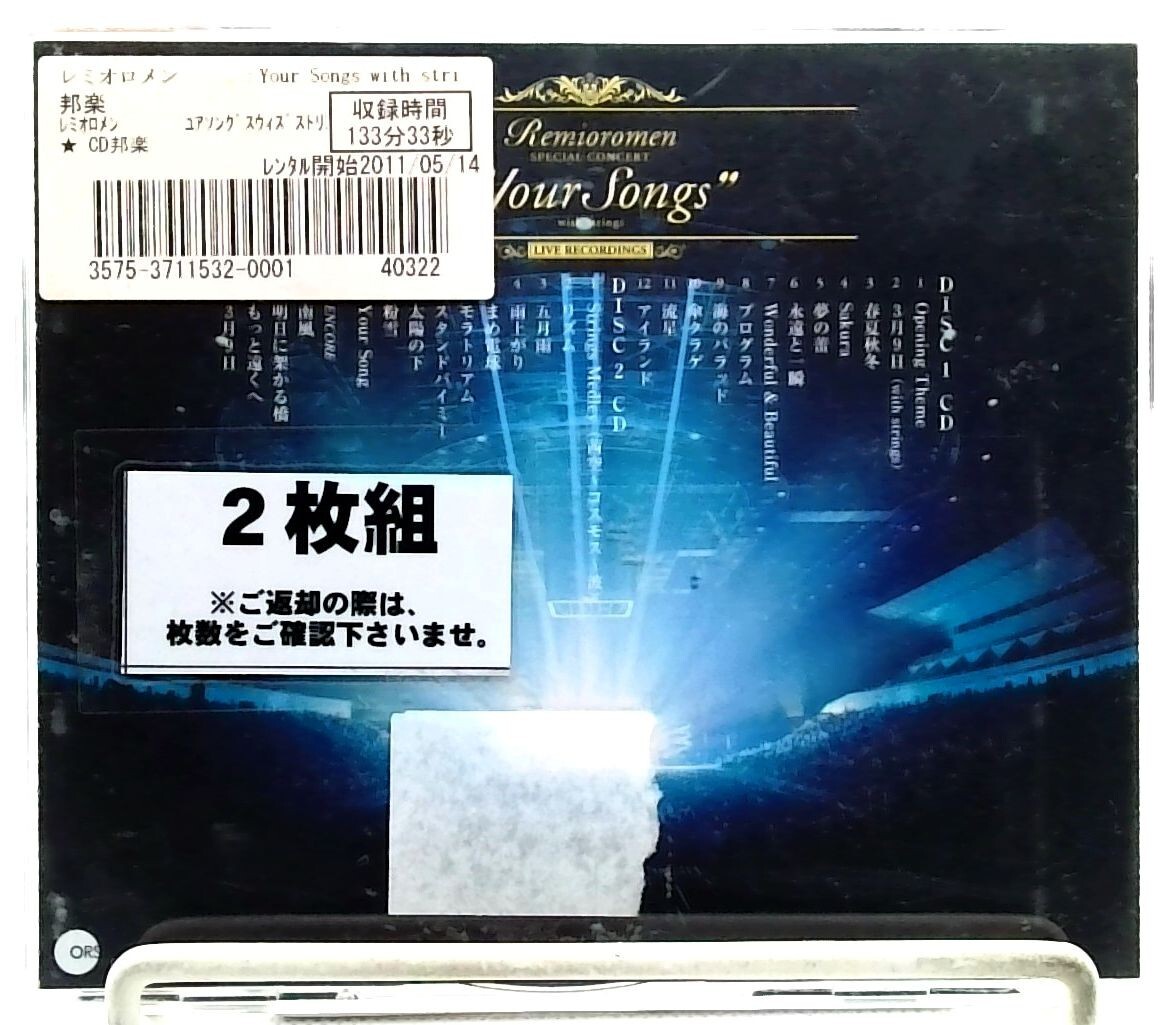 レミオロメン Your Songs with stri
邦楽
レミオロメン ユアソングスウィズストリ
★ CD邦楽
収録時間
133分33秒
レンタル開始2011/05/14
3575-3711532-0001 40322
Remioromen
SPECIAL CONCERT
Your Songs”
with strings
LIVE RECORDINGS
DISC 1 CD
1 Opening Theme
2 3月9日 (with strings)
3 春夏秋冬
4 Sakura
5 夢の蕾
6 永遠と一瞬
7 Wonderful & Beautiful
8 プログラム
9 海のバラッド
10 傘クラゲ
11 流星
12 アイランド
DISC 2 CD
Strings Medley
リズム
3 五月雨
4 雨上がり
まめ電球
モラトリアム
スタンドバイミー
太陽の下
粉雪
Your Song
ENCORE
南風
明日に架かる橋
もっと遠くへ
3月9日
2枚組
※ご返却の際は、
枚数をご確認下さいませ。
ORS